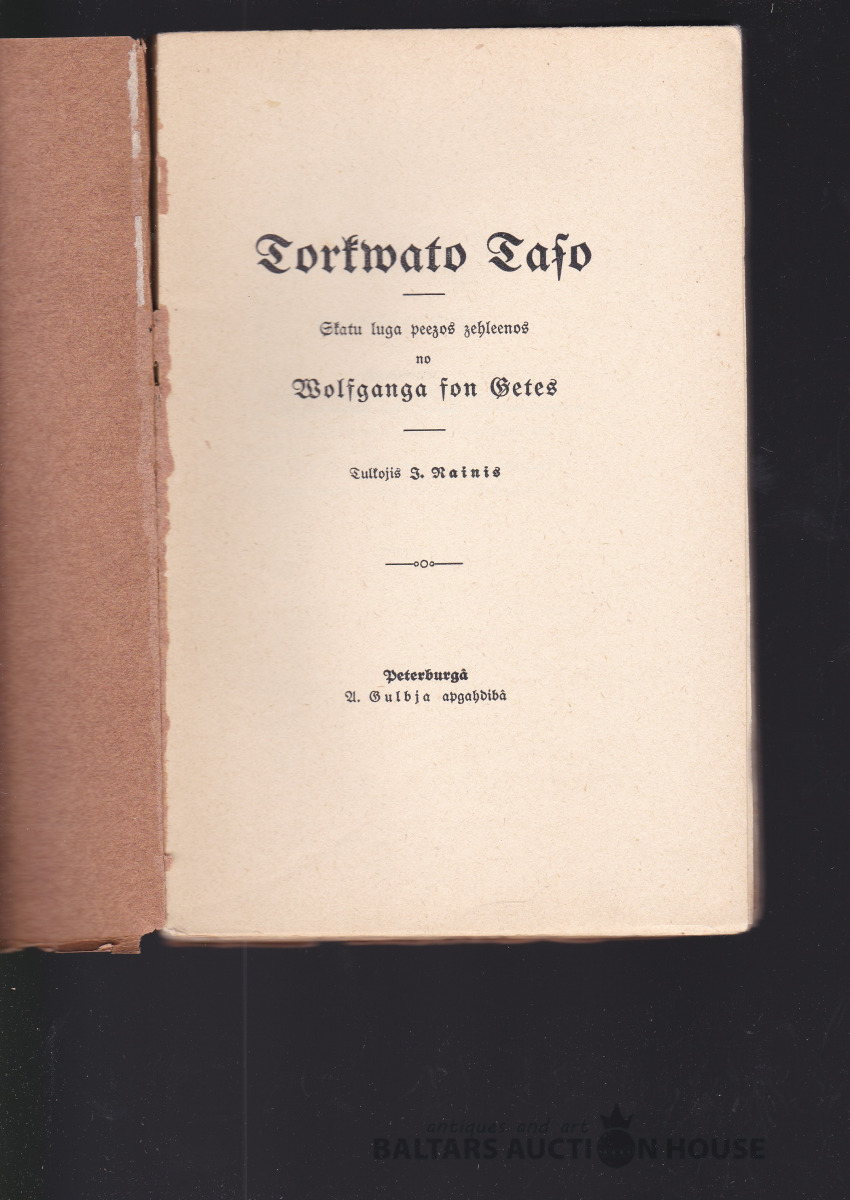 Torkwato Taſo
Skatu luga peezos zehleenos
no
Wolfganga fon Getes
Tulkojis J. Rainis
Peterburgâ
A. Gulbja apgahdibâ
antiques and art
BALTARS AUCTION HOUSE